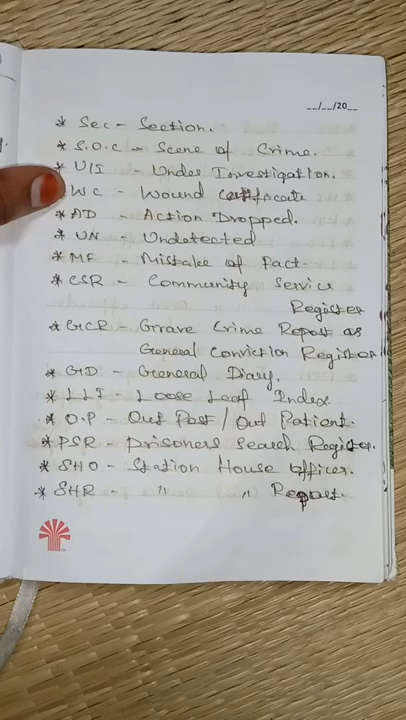 __/__/20__
* Sec - Section.
* S.O.C - Scene of Crime.
* U/I - Under Investigation.
* WC - Wound Certificate
* AD - Action Dropped.
* UN - Undetected
* MF - Mistake of Fact.
* CSR - Community Service
Register
* GCR - Grave Crime Report as
General Conviction Register
* GD - General Diary.
* LLI - Loose Leaf Index
* O.P - Out Post / Out Patient.
* PSR - Prisoners Search Register.
* SHO - Station House officer.
* SHR - " " Report.